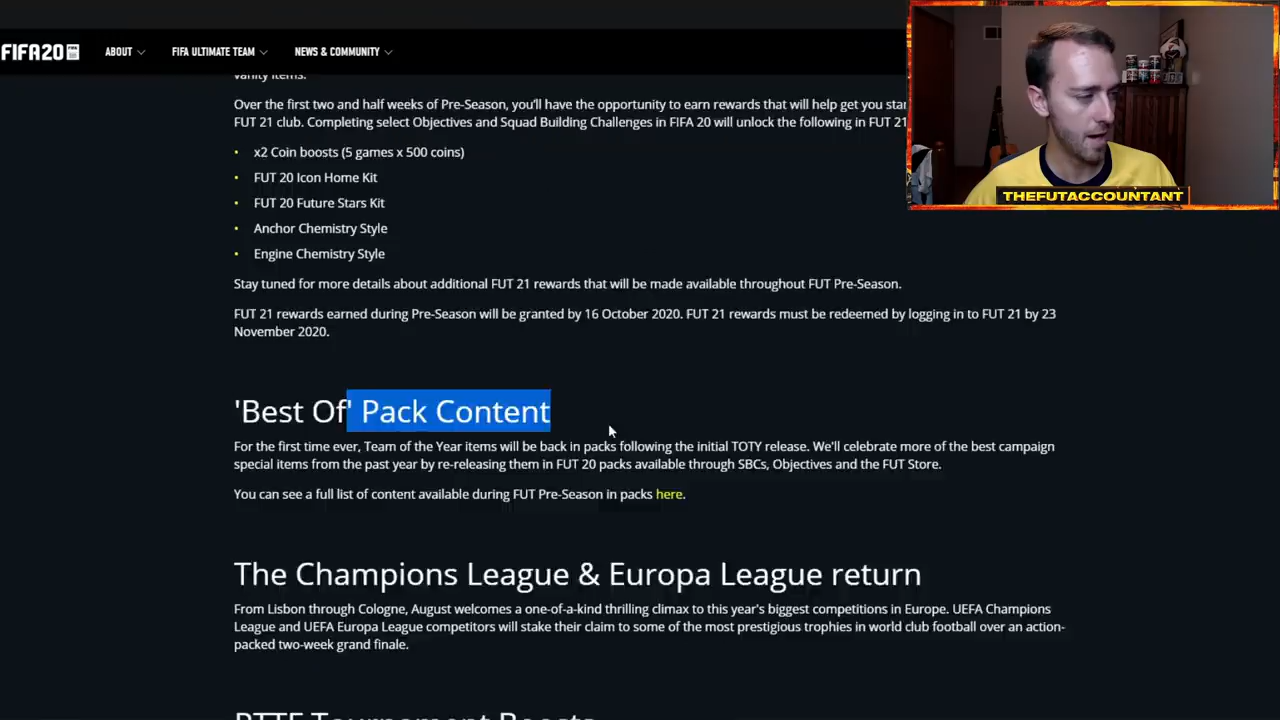 FIFA20
ABOUT
FIFA ULTIMATE TEAM
NEWS & COMMUNITY
vanity items.
Over the first two and half weeks of Pre-Season, you'll have the opportunity to earn rewards that will help get you star
FUT 21 club. Completing select Objectives and Squad Building Challenges in FIFA 20 will unlock the following in FUT 21
• x2 Coin boosts (5 games x 500 coins)
• FUT 20 Icon Home Kit
• FUT 20 Future Stars Kit
• Anchor Chemistry Style
• Engine Chemistry Style
Stay tuned for more details about additional FUT 21 rewards that will be made available throughout FUT Pre-Season.
FUT 21 rewards earned during Pre-Season will be granted by 16 October 2020. FUT 21 rewards must be redeemed by logging in to FUT 21 by 23
November 2020.
'Best Of' Pack Content
For the first time ever, Team of the Year items will be back in packs following the initial TOTY release. We'll celebrate more of the best campaign
special items from the past year by re-releasing them in FUT 20 packs available through SBCs, Objectives and the FUT Store.
You can see a full list of content available during FUT Pre-Season in packs here.
The Champions League & Europa League return
From Lisbon through Cologne, August welcomes a one-of-a-kind thrilling climax to this year's biggest competitions in Europe. UEFA Champions
League and UEFA Europa League competitors will stake their claim to some of the most prestigious trophies in world club football over an action-
packed two-week grand finale.
RTTF Tournament Boosts
THEFUTACCOUNTANT